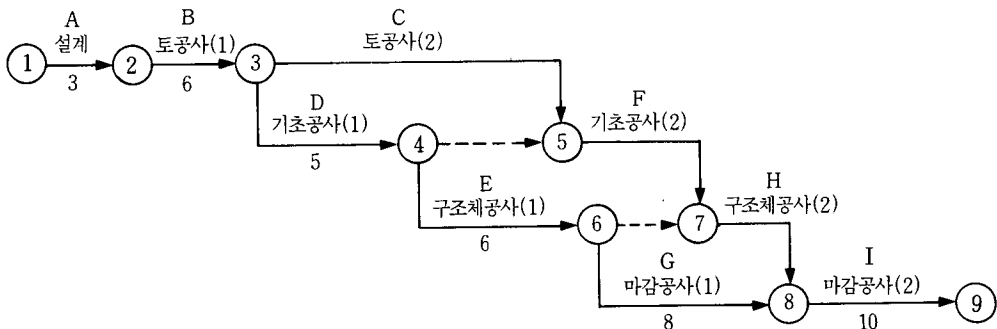 A
설계
3
B
토공사(1)
6
C
토공사(2)
D
기초공사(1)
5
F
기초공사(2)
E
구조체공사(1)
6
H
구조체공사(2)
G
마감공사(1)
8
I
마감공사(2)
10
1
2
3
4
5
6
7
8
9